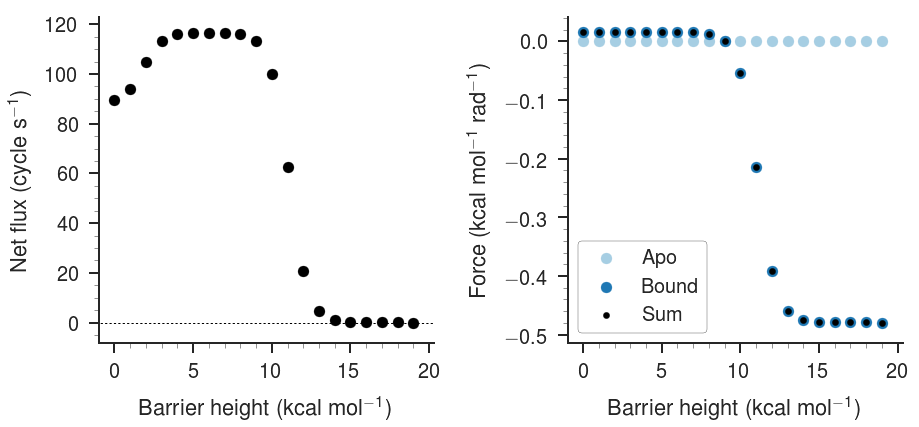 120
100
80
60
40
20
0
Net flux (cycle s⁻¹)
0 5 10 15 20
Barrier height (kcal mol⁻¹)
0.0
−0.1
−0.2
−0.3
−0.4
−0.5
Force (kcal mol⁻¹ rad⁻¹)
Apo
Bound
Sum
0 5 10 15 20
Barrier height (kcal mol⁻¹)